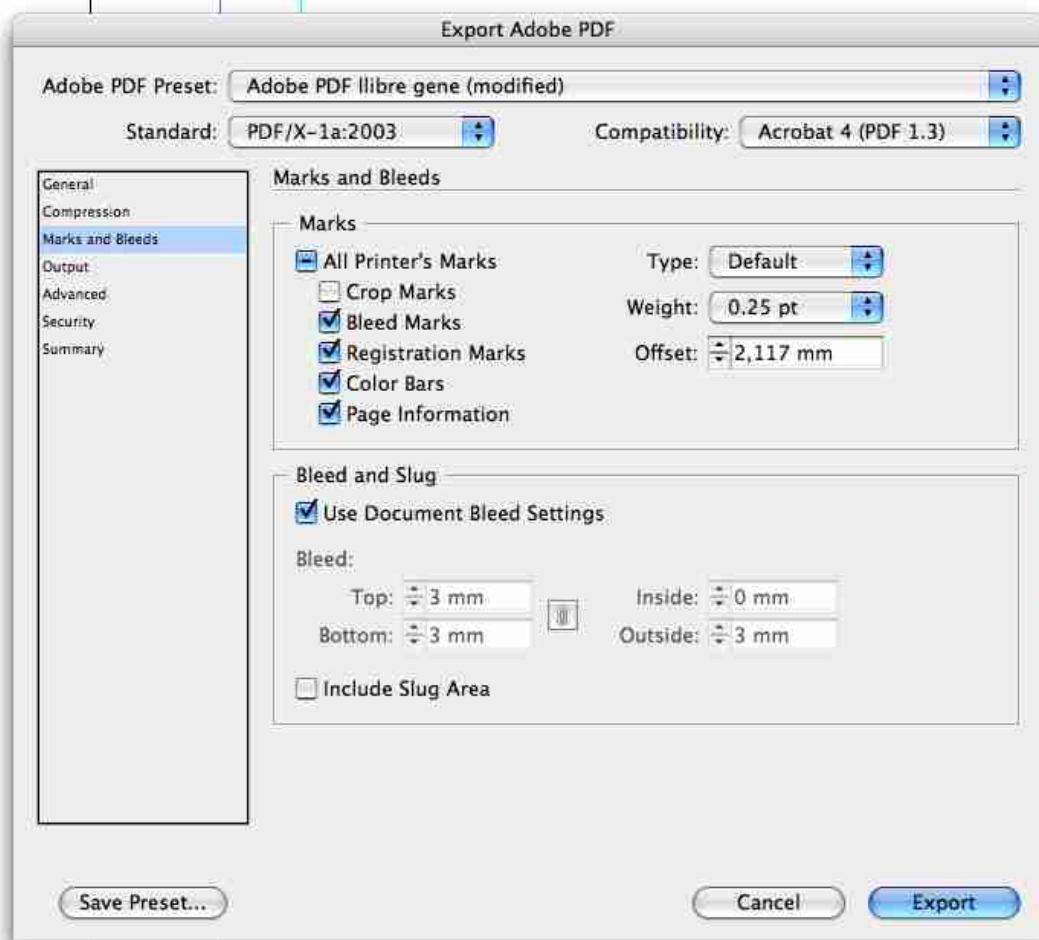 Export Adobe PDF
Adobe PDF Preset: Adobe PDF llibre gene (modified)
Standard: PDF/X-1a:2003 Compatibility: Acrobat 4 (PDF 1.3)
General
Compression
Marks and Bleeds
Output
Advanced
Security
Summary
Marks and Bleeds
Marks
All Printer's Marks
Crop Marks
Bleed Marks
Registration Marks
Color Bars
Page Information
Type: Default
Weight: 0.25 pt
Offset: 2,117 mm
Bleed and Slug
Use Document Bleed Settings
Bleed:
Top: 3 mm Inside: 0 mm
Bottom: 3 mm Outside: 3 mm
Include Slug Area
Save Preset... Cancel Export